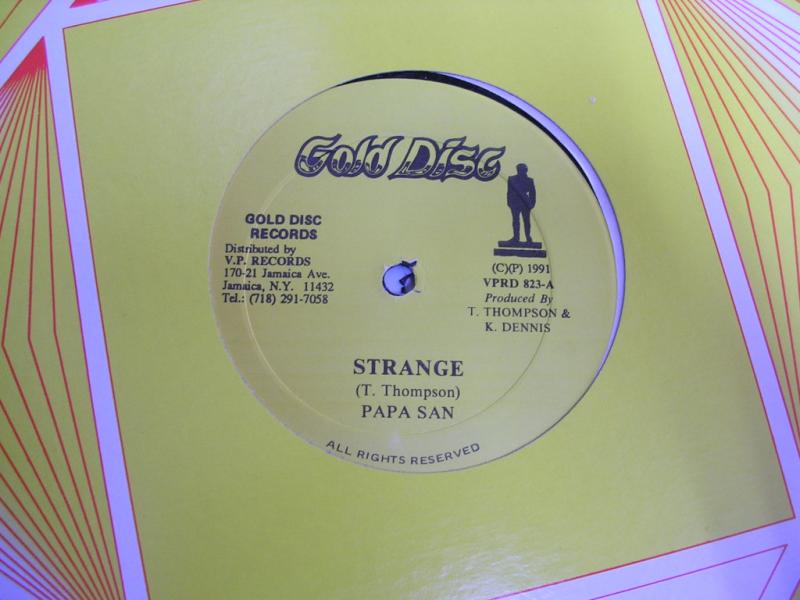 Gold Disc
GOLD DISC
RECORDS
Distributed by
V.P. RECORDS
170-21 Jamaica Ave.
Jamaica, N.Y. 11432
Tel.: (718) 291-7058
(C)(P) 1991
VPRD 823-A
Produced By
T. THOMPSON &
K. DENNIS
STRANGE
(T. Thompson)
PAPA SAN
ALL RIGHTS RESERVED